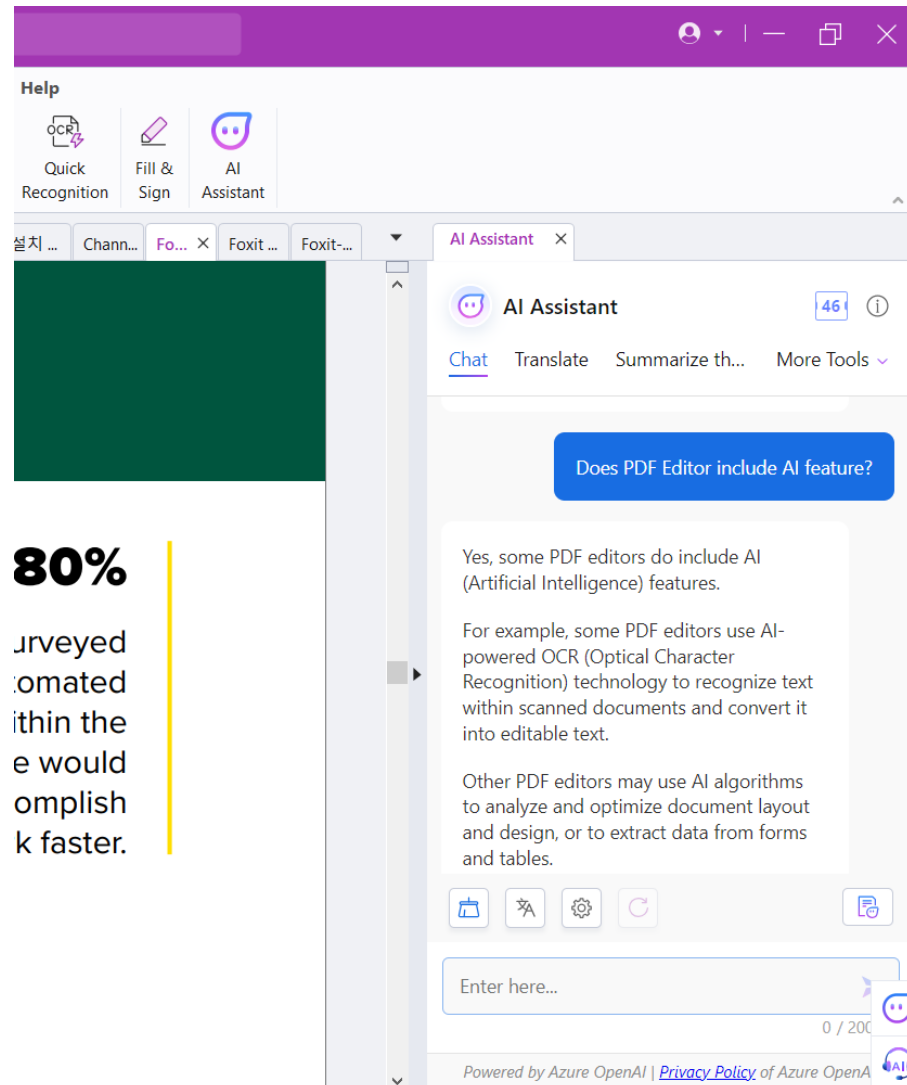 Help
OCR
Quick
Recognition
Fill &
Sign
AI
Assistant
설치 ...
Chann...
Fo...
Foxit ...
Foxit-...
AI Assistant
AI Assistant
46
Chat Translate Summarize th... More Tools
Does PDF Editor include AI feature?
Yes, some PDF editors do include AI
(Artificial Intelligence) features.
For example, some PDF editors use AI-
powered OCR (Optical Character
Recognition) technology to recognize text
within scanned documents and convert it
into editable text.
Other PDF editors may use AI algorithms
to analyze and optimize document layout
and design, or to extract data from forms
and tables.
80%
urveyed
tomated
ithin the
e would
omplish
k faster.
Enter here...
0 / 200
Powered by Azure OpenAI | Privacy Policy of Azure OpenA
AI